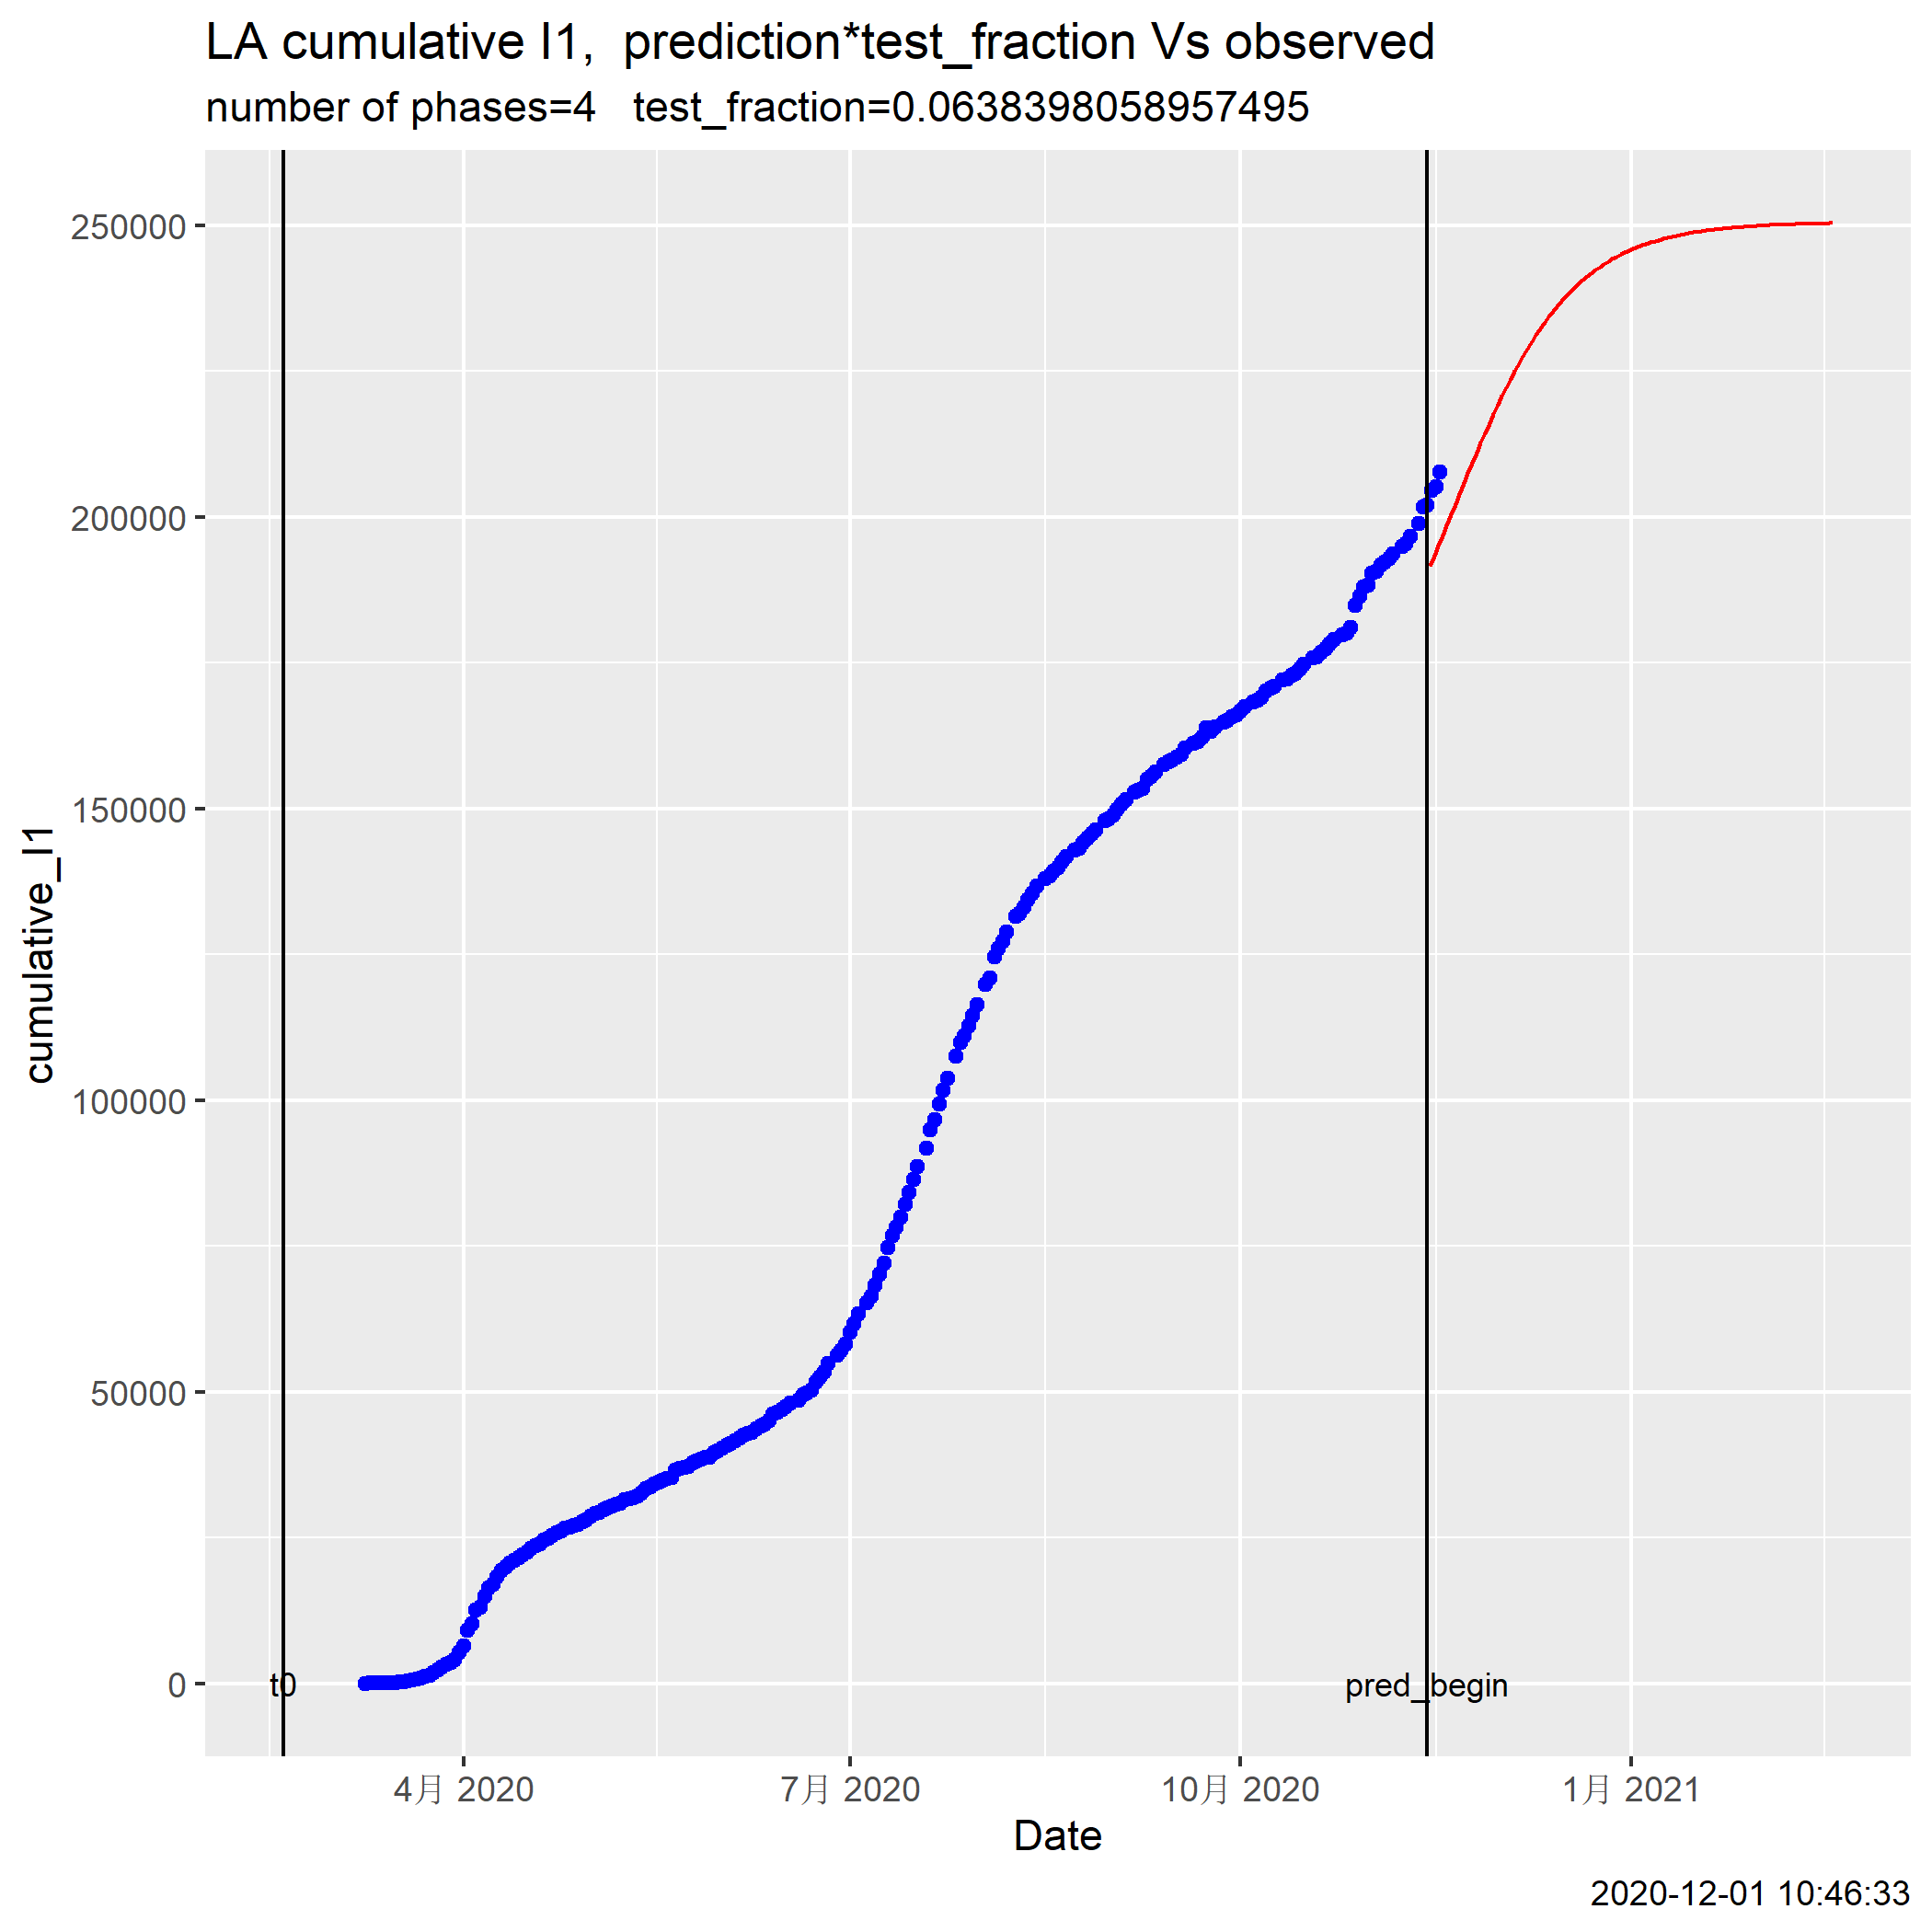 LA cumulative I1,  prediction*test_fraction Vs observed
number of phases=4   test_fraction=0.0638398058957495
cumulative_I1
250000
200000
150000
100000
50000
0
t0
pred_begin
4月 2020
7月 2020
10月 2020
1月 2021
Date
2020-12-01 10:46:33